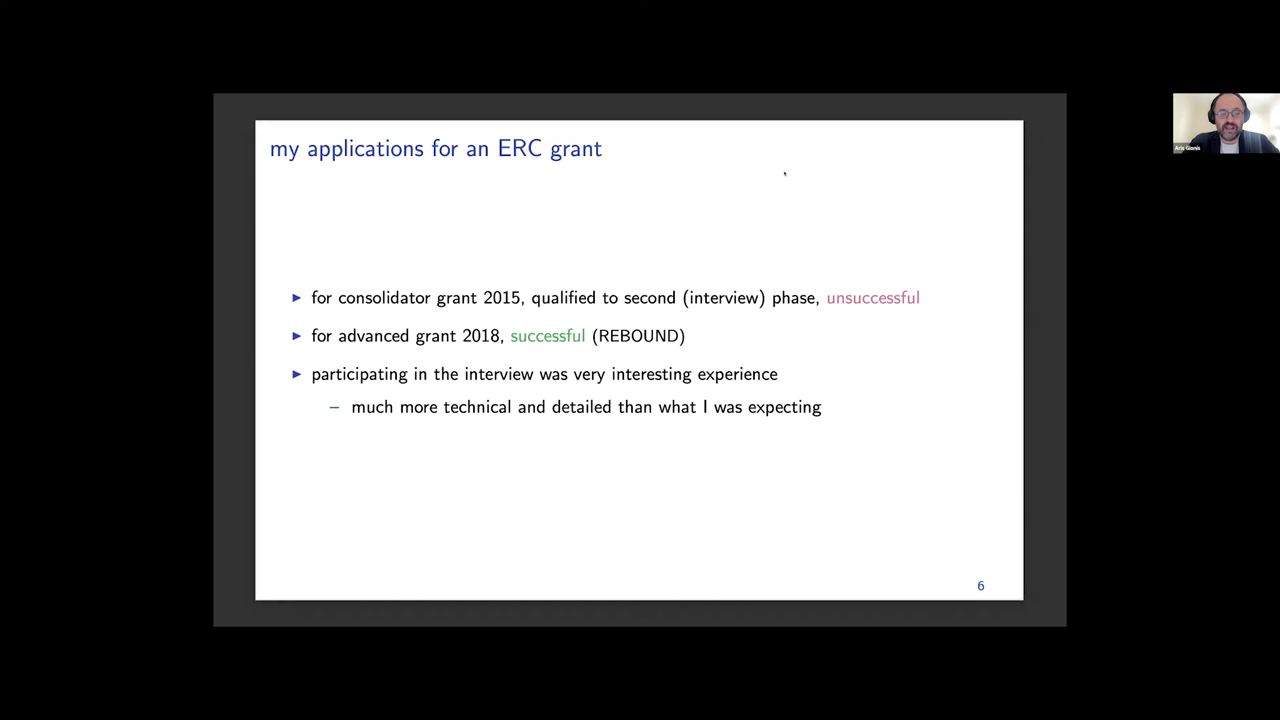 my applications for an ERC grant
▶ for consolidator grant 2015, qualified to second (interview) phase, unsuccessful
▶ for advanced grant 2018, successful (REBOUND)
▶ participating in the interview was very interesting experience
– much more technical and detailed than what I was expecting
6
Aris Gionis